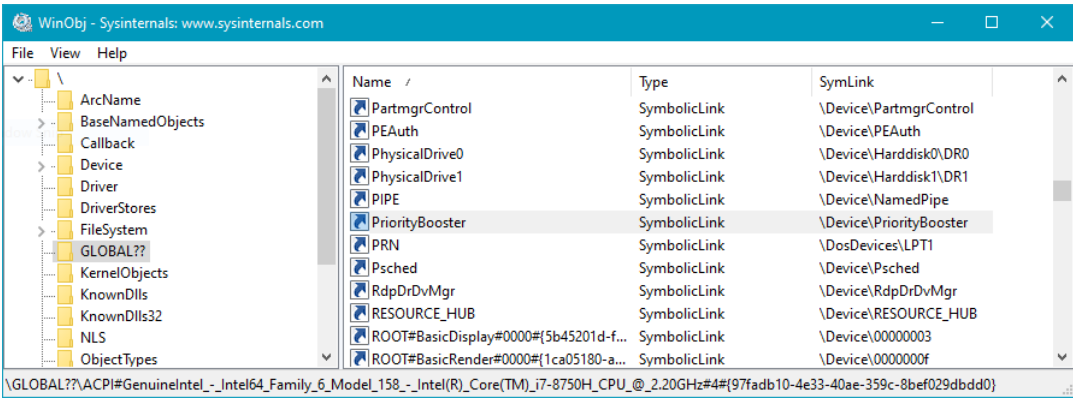 WinObj - Sysinternals: www.sysinternals.com
File View Help
\
ArcName
BaseNamedObjects
Callback
Device
Driver
DriverStores
FileSystem
GLOBAL??
KernelObjects
KnownDlls
KnownDlls32
NLS
ObjectTypes
Name Type SymLink
PartmgrControl SymbolicLink \Device\PartmgrControl
PEAuth SymbolicLink \Device\PEAuth
PhysicalDrive0 SymbolicLink \Device\Harddisk0\DR0
PhysicalDrive1 SymbolicLink \Device\Harddisk1\DR1
PIPE SymbolicLink \Device\NamedPipe
PriorityBooster SymbolicLink \Device\PriorityBooster
PRN SymbolicLink \DosDevices\LPT1
Psched SymbolicLink \Device\Psched
RdpDrDvMgr SymbolicLink \Device\RdpDrDvMgr
RESOURCE_HUB SymbolicLink \Device\RESOURCE_HUB
ROOT#BasicDisplay#0000#{5b45201d-f... SymbolicLink \Device\00000003
ROOT#BasicRender#0000#{1ca05180-a... SymbolicLink \Device\0000000f
\GLOBAL??\ACPI#GenuineIntel_-_Intel64_Family_6_Model_158_-_Intel(R)_Core(TM)_i7-8750H_CPU_@_2.20GHz#4#{97fadb10-4e33-40ae-359c-8bef029dbdd0}